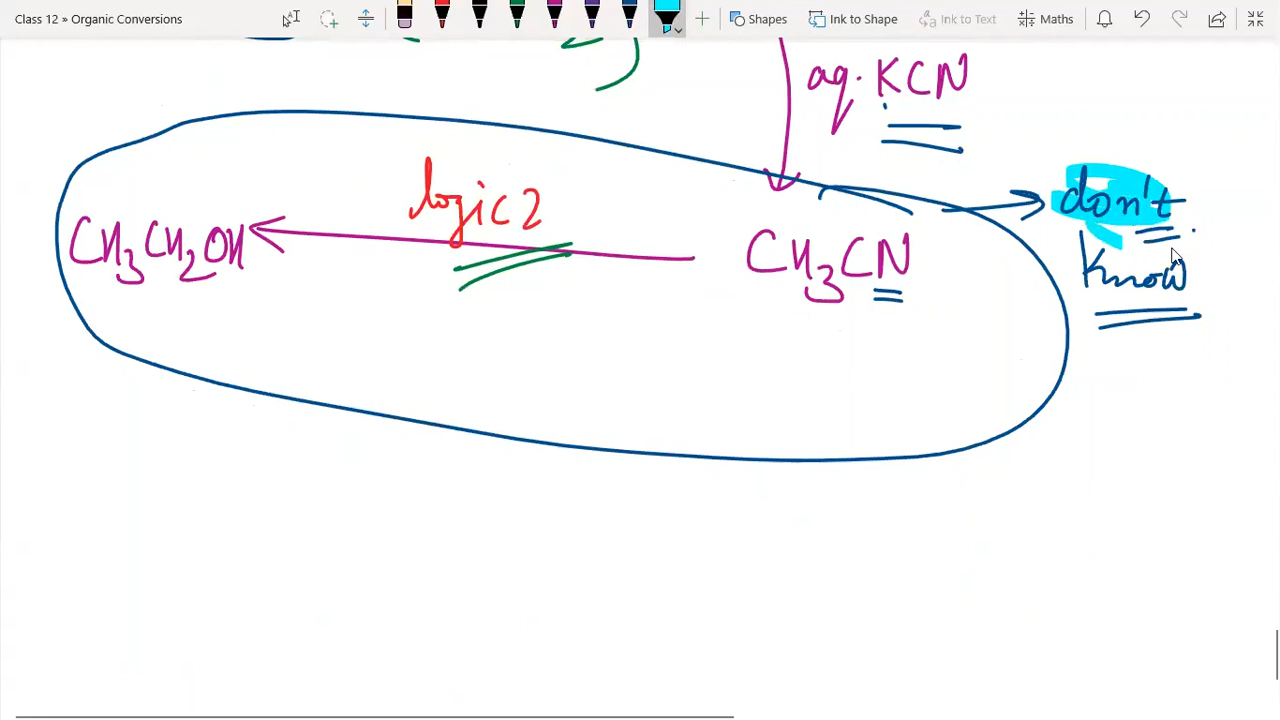 Class 12 » Organic Conversions
Shapes
Ink to Shape
Ink to Text
Maths
aq. KCN
logic 2
don't
know
CH3CH2OH
CH3CN